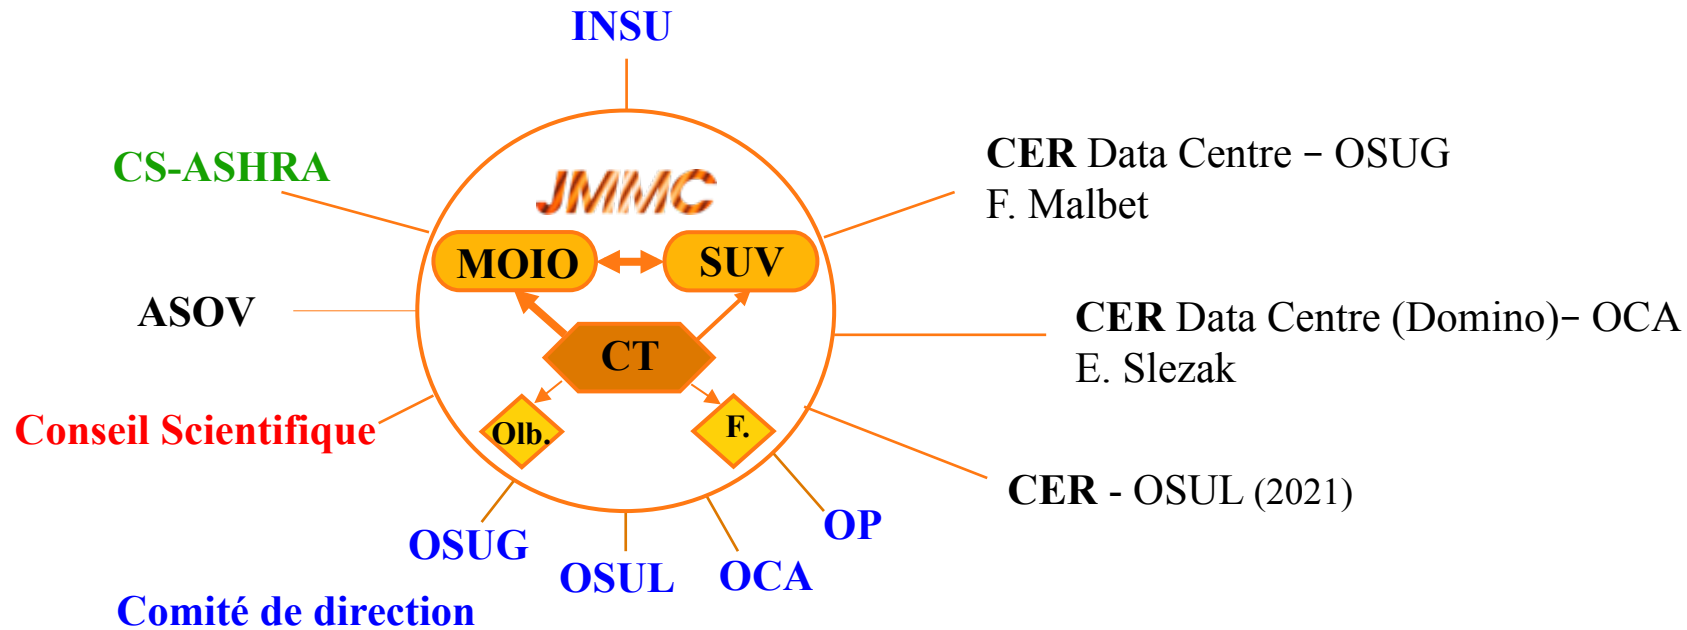 INSU
CS-ASHRA
JMMC
CER Data Centre – OSUG
F. Malbet
MOIO
SUV
ASOV
CER Data Centre (Domino)– OCA
E. Slezak
CT
Conseil Scientifique
Olb.
F.
CER - OSUL (2021)
OSUG
OSUL
OCA
OP
Comité de direction